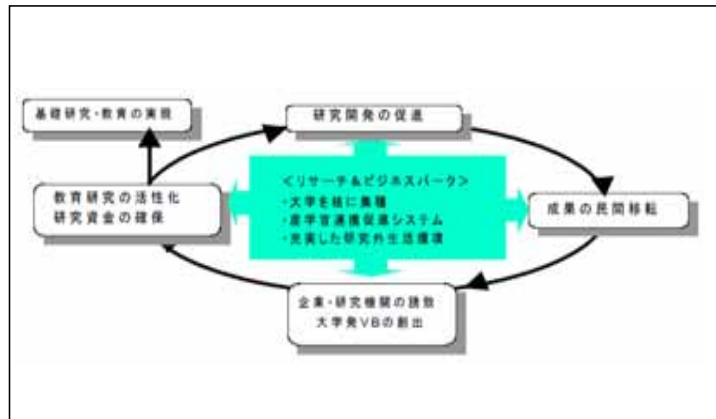 基礎研究・教育の実現
研究開発の促進
教育研究の活性化
研究資金の確保
＜リサーチ＆ビジネスパーク＞
・大学を核に集積
・産学官連携促進システム
・充実した研究外生活環境
成果の民間移転
企業・研究機関の誘致
大学発VBの創出